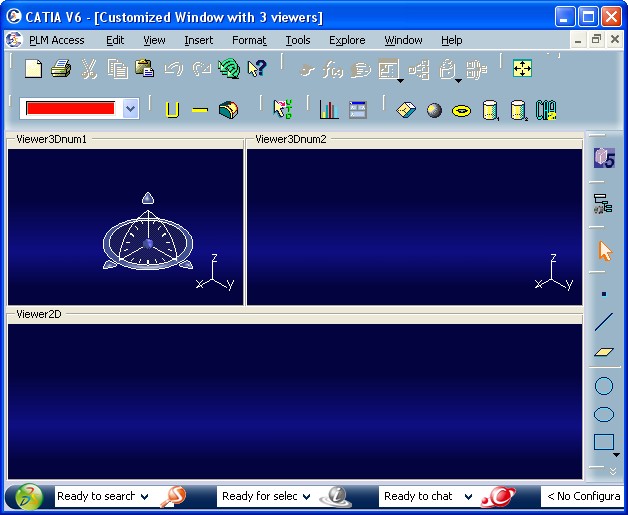 CATIA V6 - [Customized Window with 3 viewers]
PLM Access Edit View Insert Format Tools Explore Window Help
Viewer3Dnum1 Viewer3Dnum2
z x y z x y
Viewer2D
Ready to search Ready for selec Ready to chat < No Configura